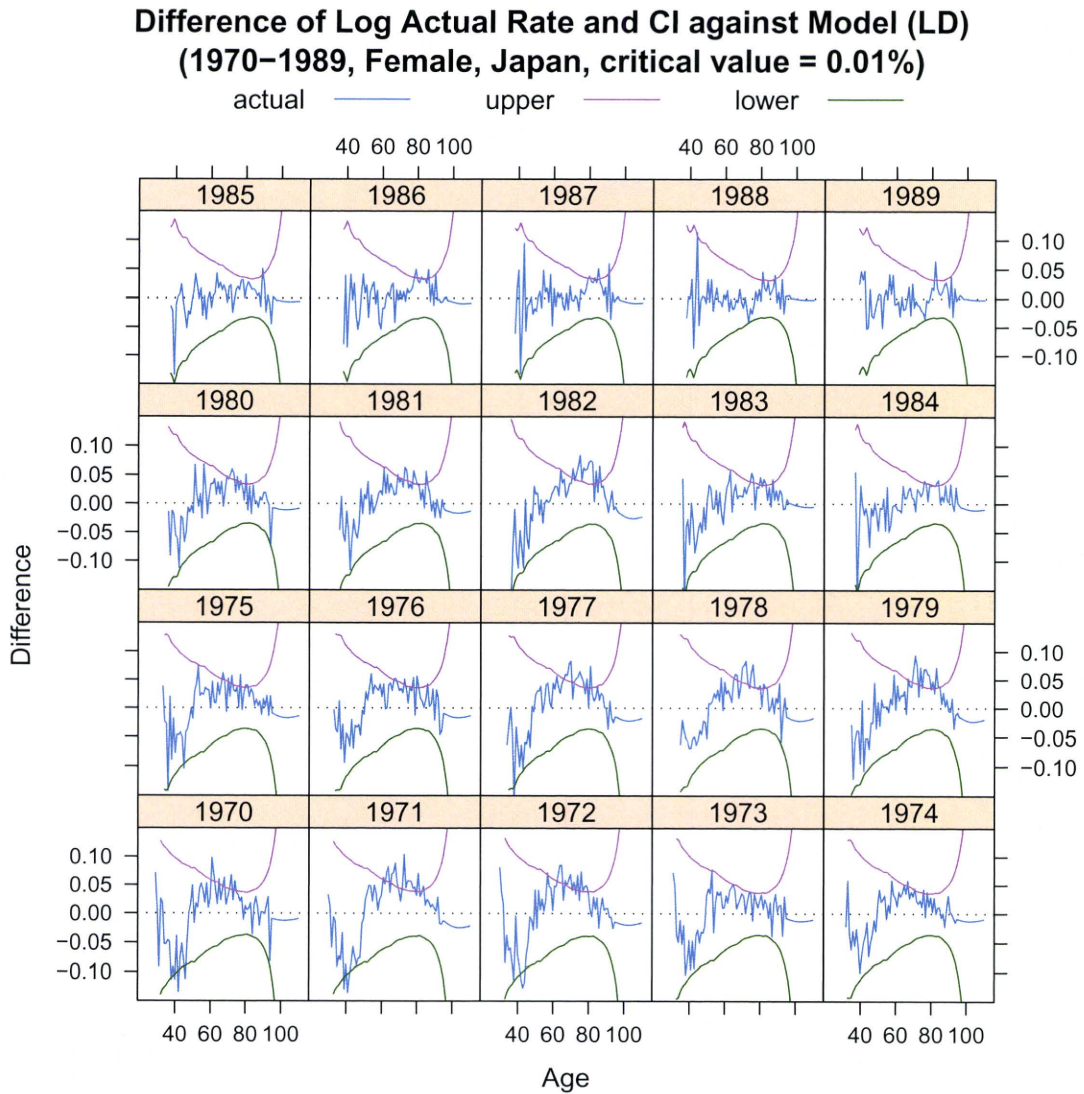 Difference of Log Actual Rate and CI against Model (LD)
(1970−1989, Female, Japan, critical value = 0.01%)
actual upper lower
40 60 80 100 40 60 80 100
1985 1986 1987 1988 1989
0.10
0.05
0.00
−0.05
−0.10
1980 1981 1982 1983 1984
0.10
0.05
0.00
−0.05
−0.10
1975 1976 1977 1978 1979
0.10
0.05
0.00
−0.05
−0.10
1970 1971 1972 1973 1974
0.10
0.05
0.00
−0.05
−0.10
40 60 80 100 40 60 80 100 40 60 80 100
Difference
Age